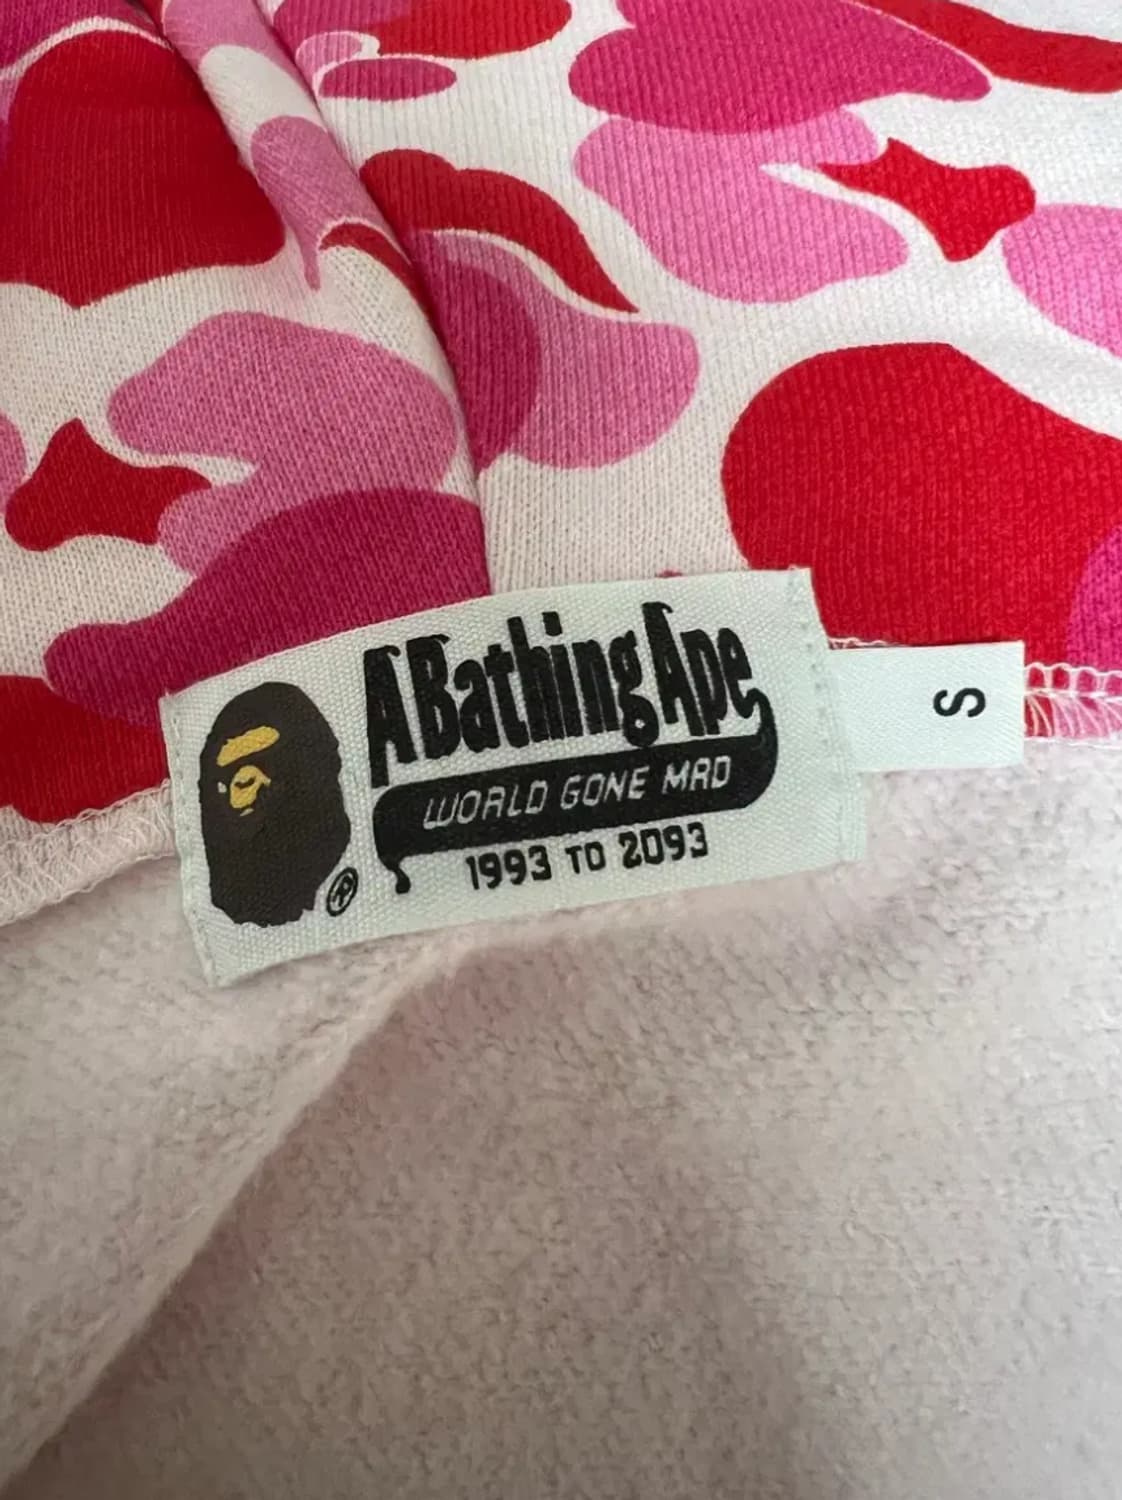 A Bathing Ape
WORLD GONE MAD
1993 TO 2093
®
S